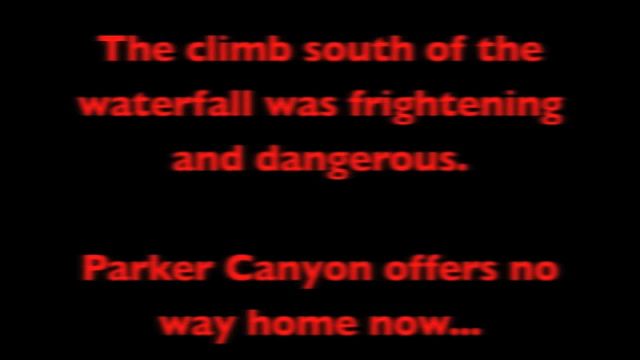 The climb south of the
waterfall was frightening
and dangerous.
Parker Canyon offers no
way home now...